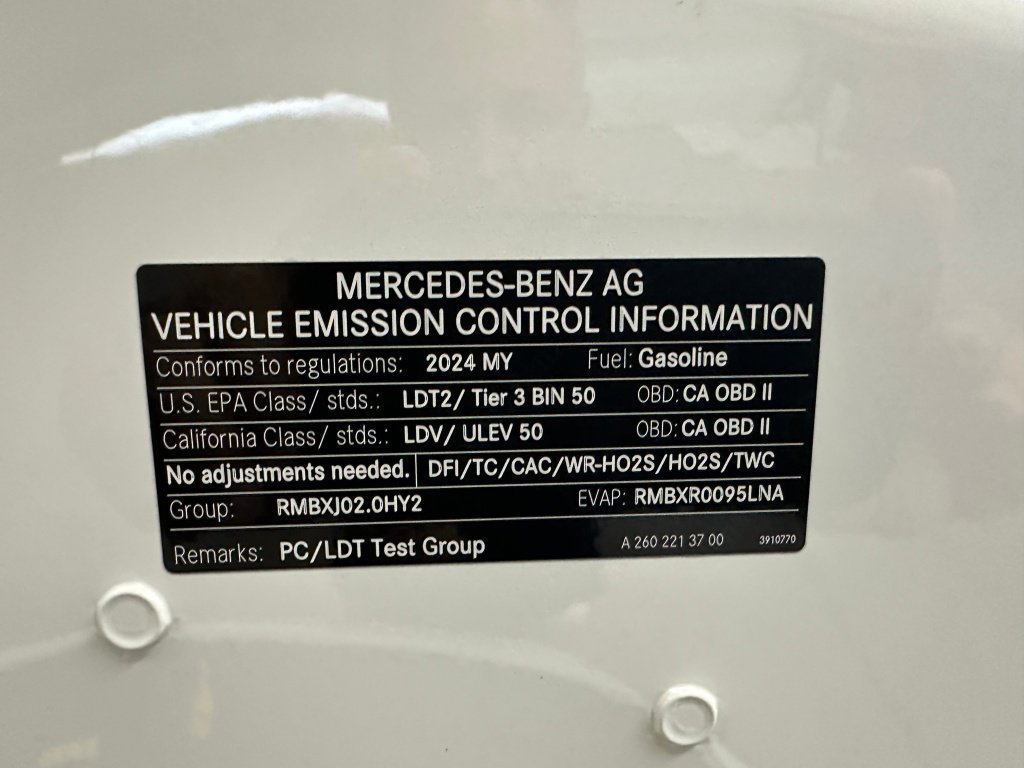 MERCEDES-BENZ AG
VEHICLE EMISSION CONTROL INFORMATION
Conforms to regulations: 2024 MY Fuel: Gasoline
U.S. EPA Class/ stds.: LDT2/ Tier 3 BIN 50 OBD: CA OBD II
California Class/ stds.: LDV/ ULEV 50 OBD: CA OBD II
No adjustments needed. DFI/TC/CAC/WR-HO2S/HO2S/TWC
Group: RMBXJ02.0HY2 EVAP: RMBXR0095LNA
Remarks: PC/LDT Test Group A 260 221 37 00 3910770